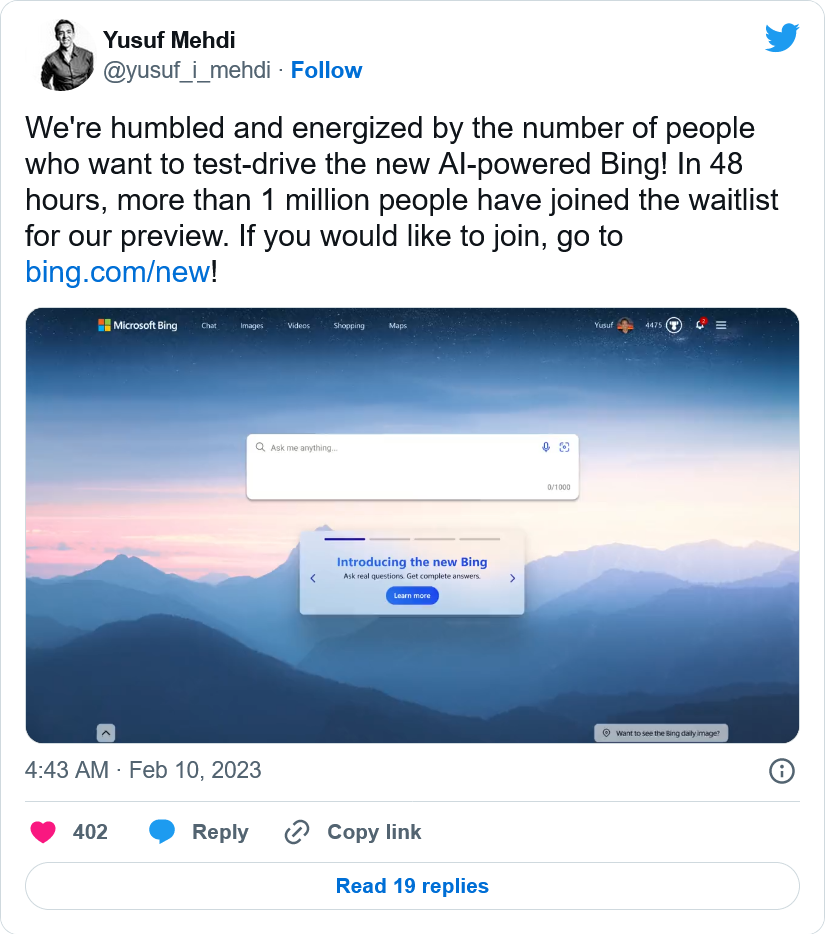 Yusuf Mehdi
@yusuf_i_mehdi · Follow
We're humbled and energized by the number of people
who want to test-drive the new AI-powered Bing! In 48
hours, more than 1 million people have joined the waitlist
for our preview. If you would like to join, go to
bing.com/new!
Microsoft Bing Chat Images Videos Shopping Maps Yusuf 4475 2
Ask me anything...
0/1000
Introducing the new Bing
Ask real questions. Get complete answers.
Learn more
Want to see the Bing daily image?
4:43 AM · Feb 10, 2023
402 Reply Copy link
Read 19 replies